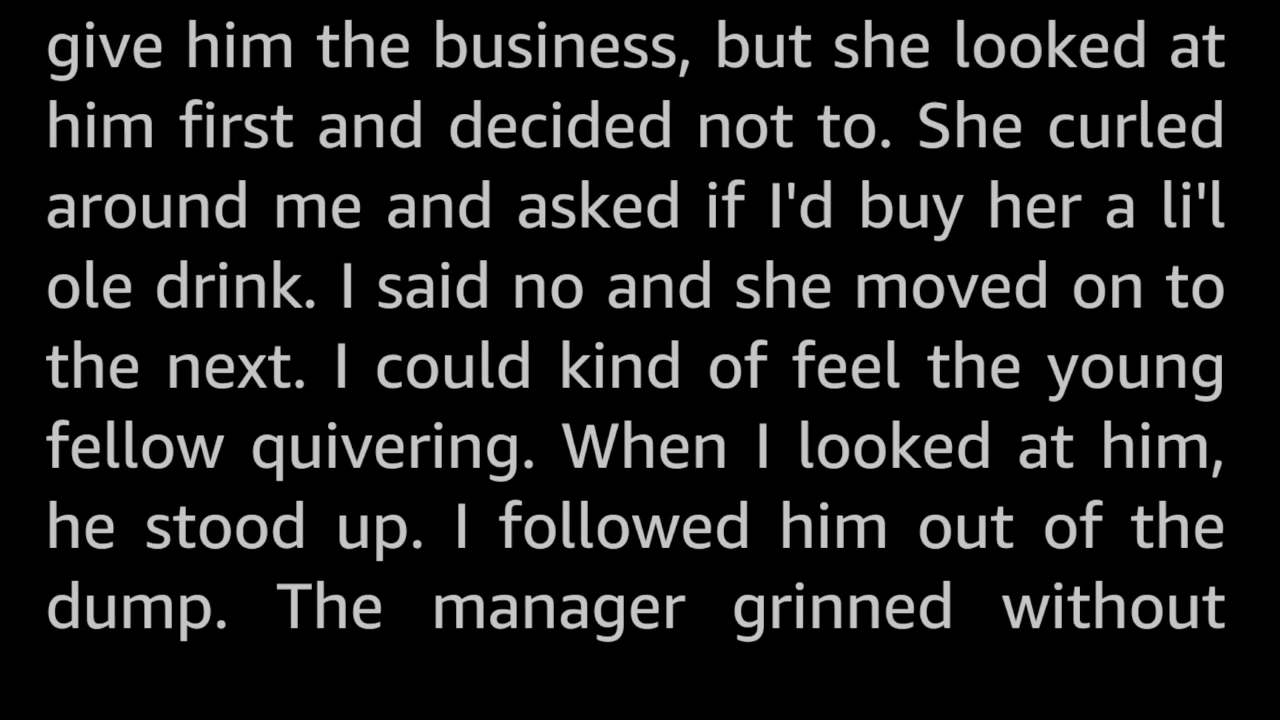 give him the business, but she looked at
him first and decided not to. She curled
around me and asked if I'd buy her a li'l
ole drink. I said no and she moved on to
the next. I could kind of feel the young
fellow quivering. When I looked at him,
he stood up. I followed him out of the
dump. The manager grinned without